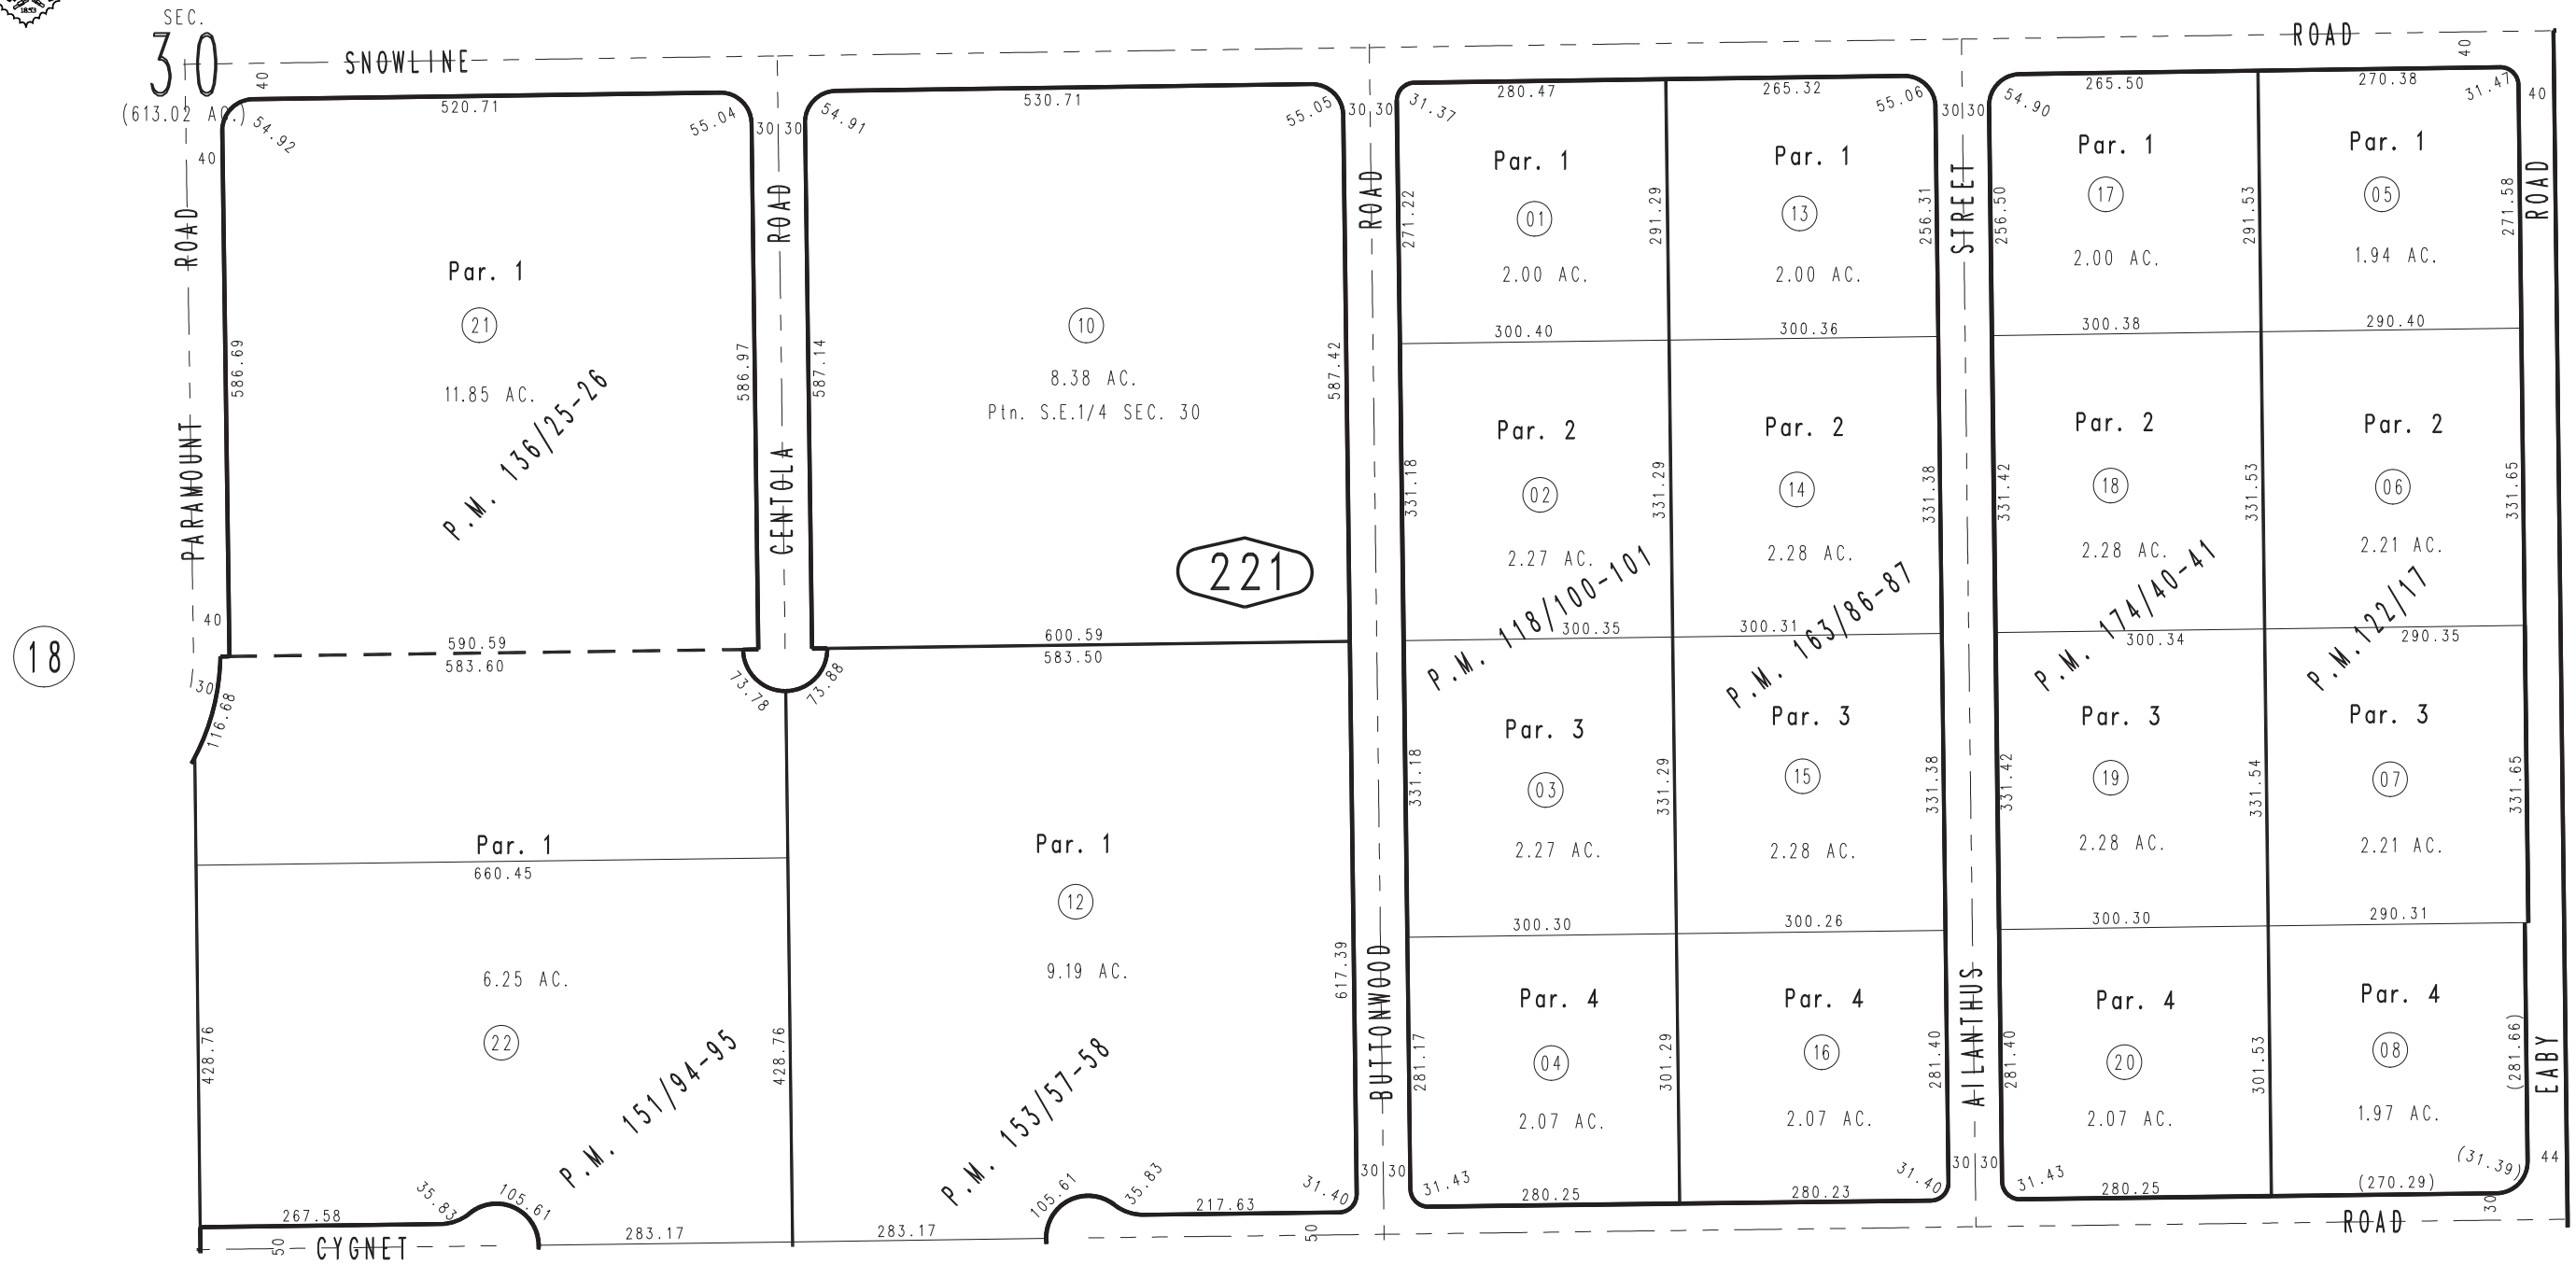 1853
SEC.
30
(613.02 AC.)
SNOWLINE
ROAD
40
40
520.71
530.71
280.47
265.32
265.50
270.38
54.92
55.04
30
30
54.91
55.05
30
30
31.37
55.06
30
30
54.90
31.47
40
40
PARAMOUNT ROAD
CENTOLA ROAD
BUTTONWOOD ROAD
AILANTHUS STREET
EABY ROAD
Par. 1
21
11.85 AC.
P.M. 136/25-26
586.69
586.97
587.14
587.42
10
8.38 AC.
Ptn. S.E.1/4 SEC. 30
221
Par. 1
01
2.00 AC.
271.22
291.29
Par. 1
13
2.00 AC.
256.31
256.50
Par. 1
17
2.00 AC.
291.53
Par. 1
05
1.94 AC.
271.58
300.40
300.36
300.38
290.40
Par. 2
02
2.27 AC.
331.18
331.29
Par. 2
14
2.28 AC.
331.38
331.42
Par. 2
18
2.28 AC.
331.53
Par. 2
06
2.21 AC.
331.65
P.M. 118/100-101
P.M. 163/86-87
P.M. 174/40-41
P.M.122/17
300.35
300.31
300.34
290.35
18
40
30
116.68
590.59
583.60
73.78
73.88
600.59
583.50
Par. 3
03
2.27 AC.
331.18
331.29
Par. 3
15
2.28 AC.
331.38
331.42
Par. 3
19
2.28 AC.
331.54
Par. 3
07
2.21 AC.
331.65
300.30
300.26
300.30
290.31
Par. 1
660.45
6.25 AC.
22
428.76
428.76
P.M. 151/94-95
Par. 1
12
9.19 AC.
617.39
P.M. 153/57-58
Par. 4
04
2.07 AC.
281.17
301.29
Par. 4
16
2.07 AC.
281.40
281.40
Par. 4
20
2.07 AC.
301.53
Par. 4
08
1.97 AC.
(281.66)
44
267.58
35.83
105.61
283.17
283.17
105.61
35.83
217.63
31.40
30
30
31.43
280.25
280.23
31.40
30
30
31.43
280.25
(270.29)
(31.39)
30
50
CYGNET
50
ROAD